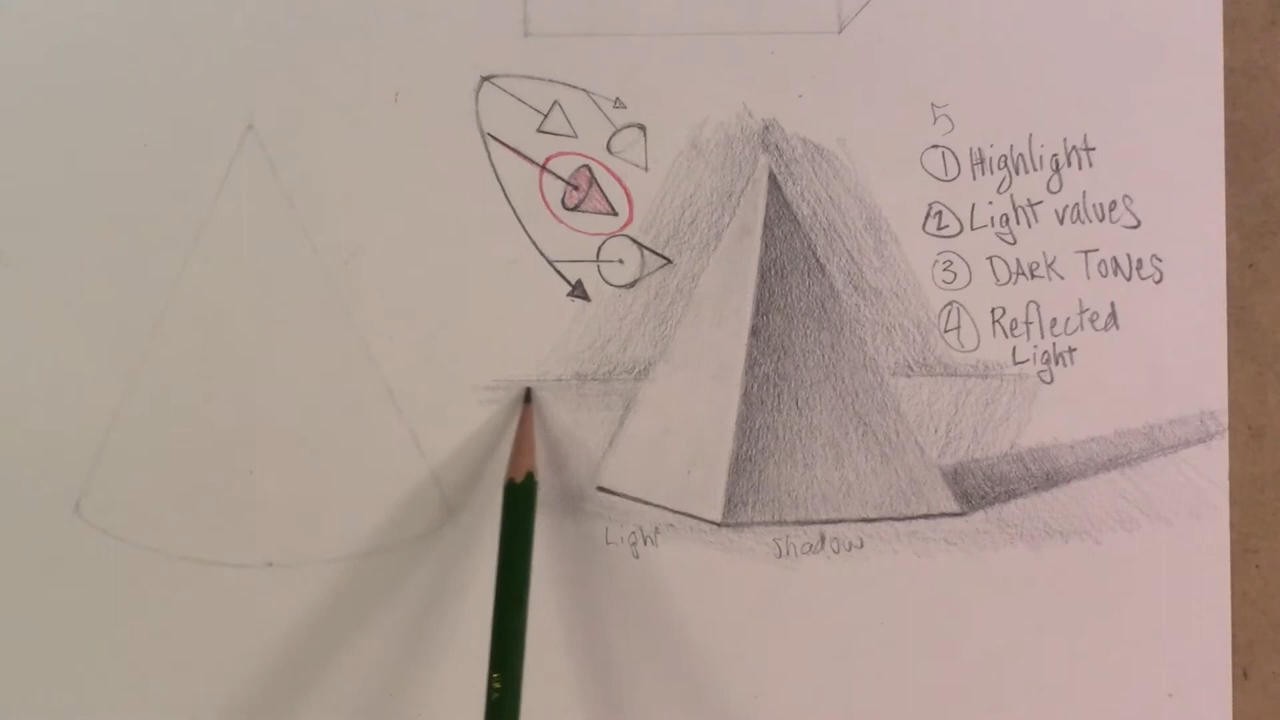 5
① Highlight
② Light values
③ DARK TONes
④ Reflected
Light
Light
Shadow